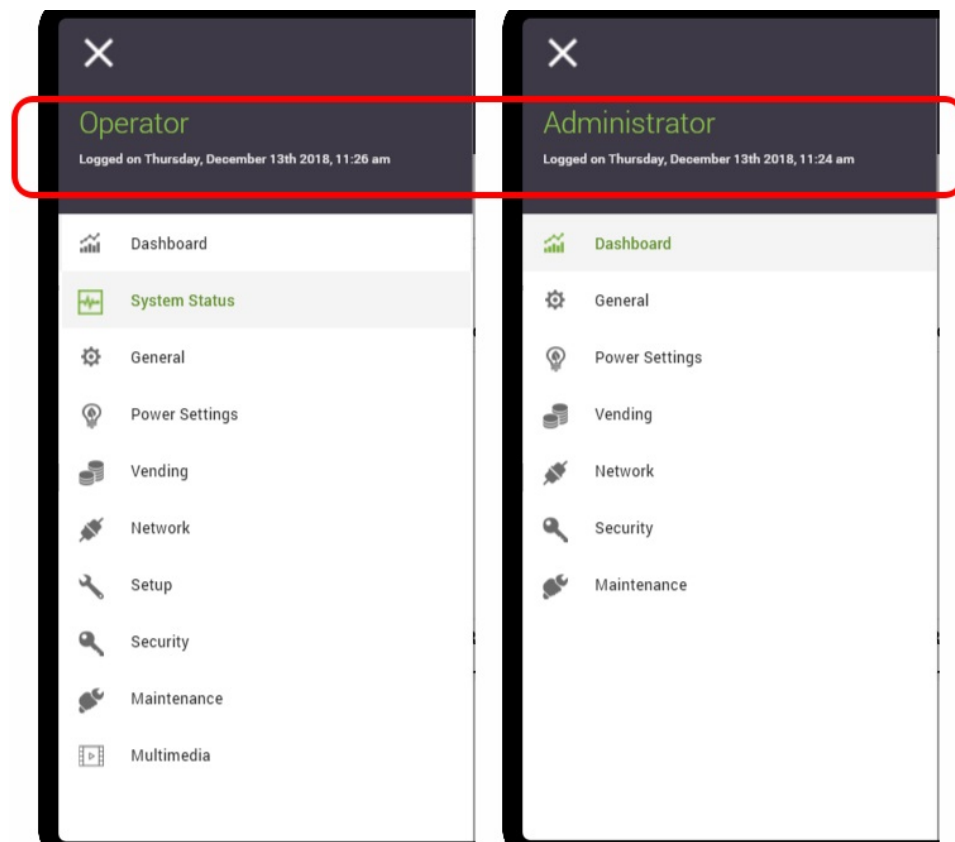 Operator
Logged on Thursday, December 13th 2018, 11:26 am
Dashboard
System Status
General
Power Settings
Vending
Network
Setup
Security
Maintenance
Multimedia
Administrator
Logged on Thursday, December 13th 2018, 11:24 am
Dashboard
General
Power Settings
Vending
Network
Security
Maintenance